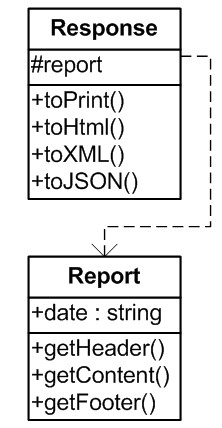 Response
#report
+toPrint()
+toHtml()
+toXML()
+toJSON()
Report
+date : string
+getHeader()
+getContent()
+getFooter()